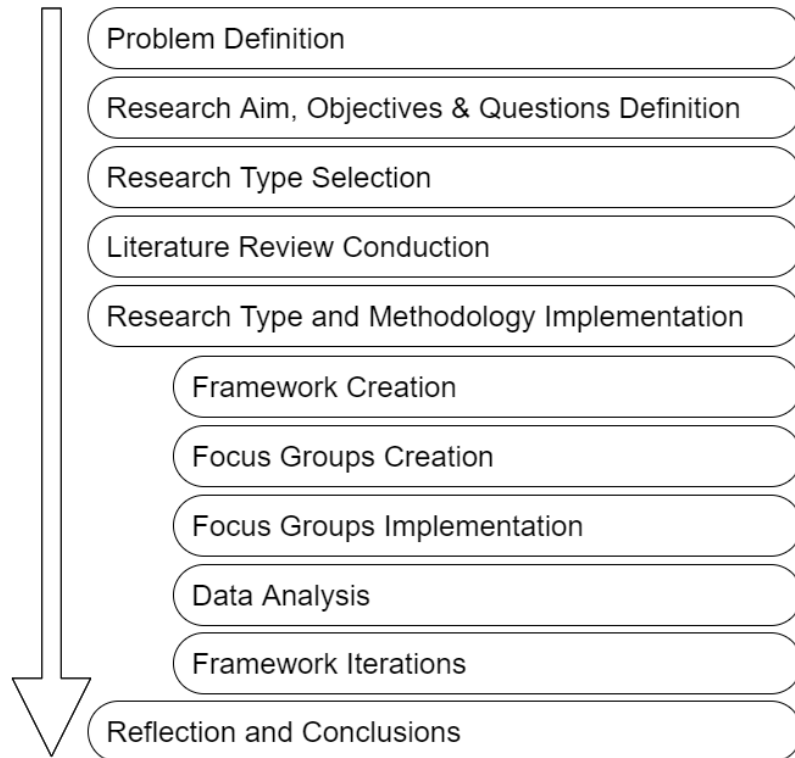 Problem Definition
Research Aim, Objectives & Questions Definition
Research Type Selection
Literature Review Conduction
Research Type and Methodology Implementation
Framework Creation
Focus Groups Creation
Focus Groups Implementation
Data Analysis
Framework Iterations
Reflection and Conclusions